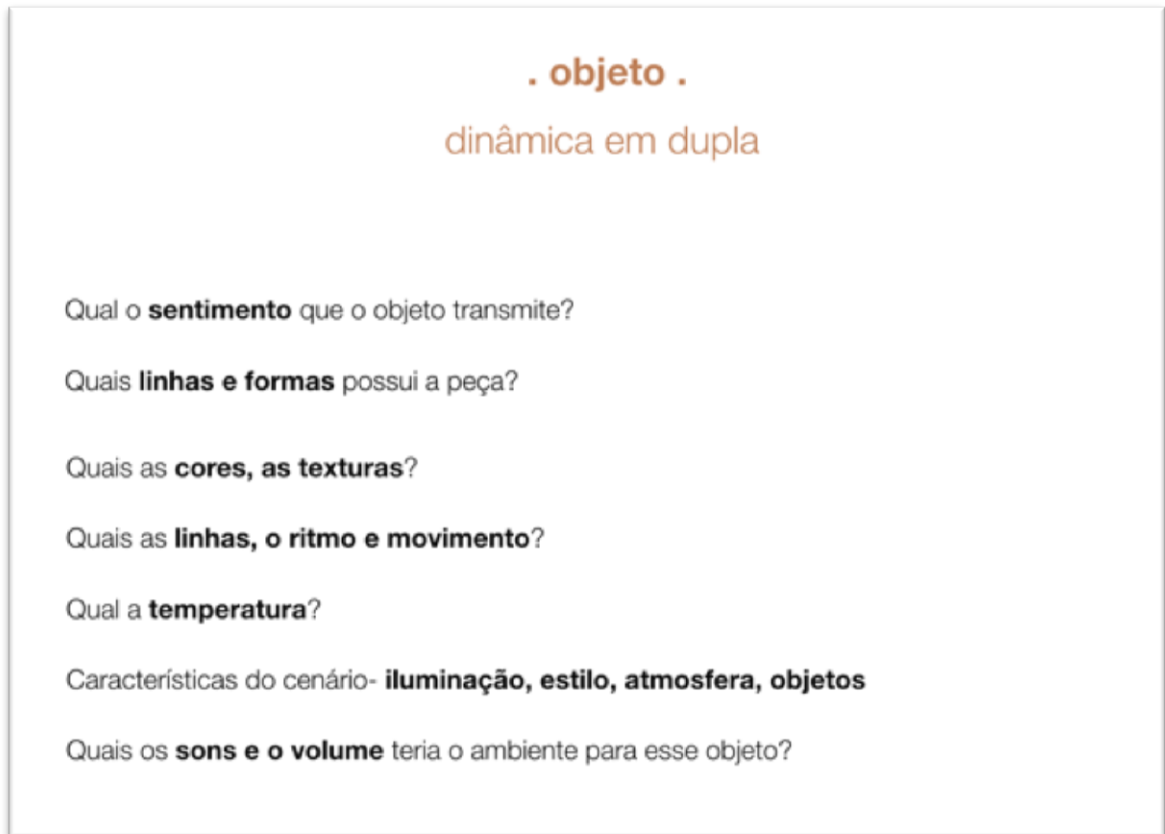 . objeto .
dinâmica em dupla
Qual o sentimento que o objeto transmite?
Quais linhas e formas possui a peça?
Quais as cores, as texturas?
Quais as linhas, o ritmo e movimento?
Qual a temperatura?
Características do cenário- iluminação, estilo, atmosfera, objetos
Quais os sons e o volume teria o ambiente para esse objeto?